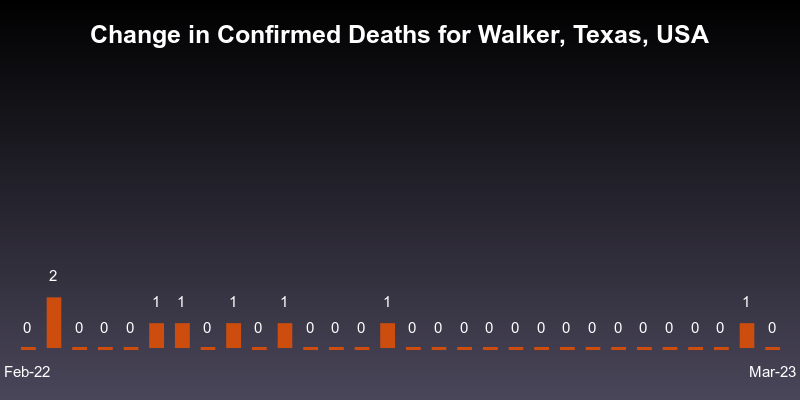 Change in Confirmed Deaths for Walker, Texas, USA
2
1 1 1 1 1 1
0 0 0 0 0 0 0 0 0 0 0 0 0 0 0 0 0 0 0 0 0 0 0
Feb-22 Mar-23